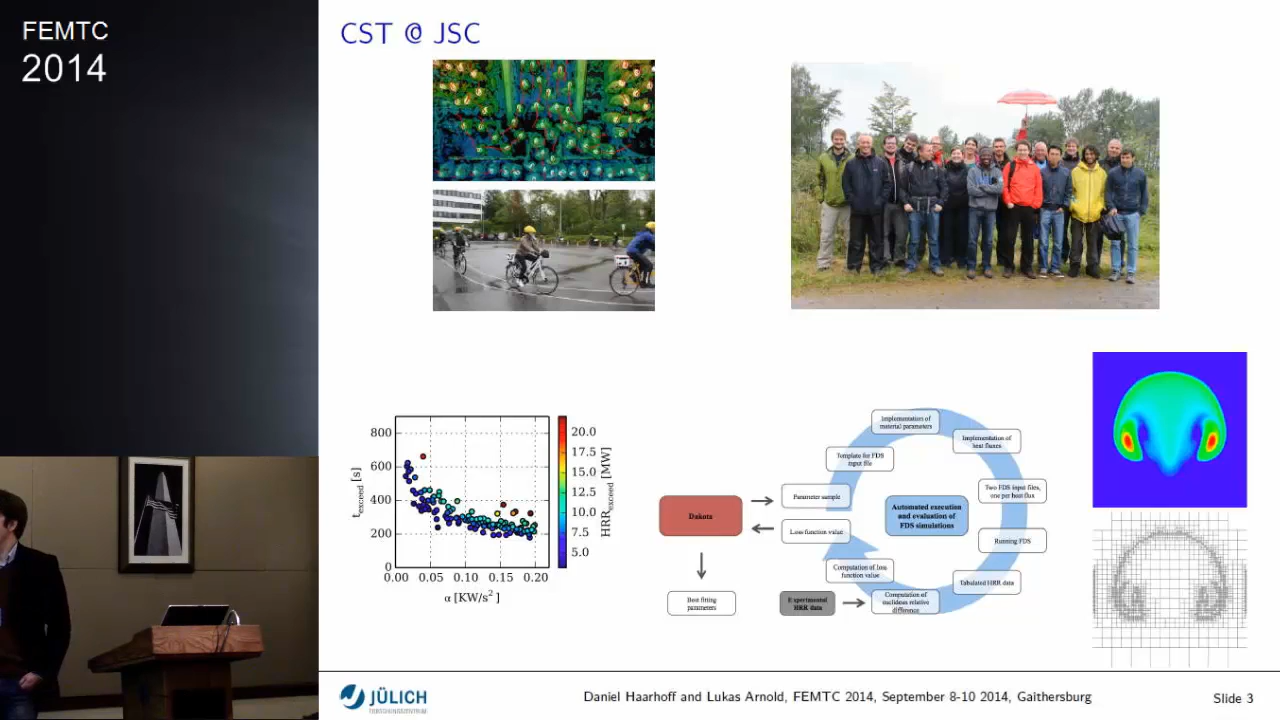 FEMTC
2014
CST @ JSC
800
600
400
200
0
t_exceed [s]
0.00 0.05 0.10 0.15 0.20
α [KW/s²]
20.0
17.5
15.0
12.5
10.0
7.5
5.0
HRR_exceed [MW]
Dakota
Best fitting
parameters
Parameter sample
Loss function value
Template for FDS
input file
Implementation of
material parameters
Implementation of
heat fluxes
Two FDS input files,
one per heat flux
Running FDS
Tabulated HRR data
Computation of
euclidean relative
difference
Computation of loss
function value
Experimental
HRR data
Automated execution
and evaluation of
FDS simulations
JÜLICH
FORSCHUNGSZENTRUM
Daniel Haarhoff and Lukas Arnold, FEMTC 2014, September 8-10 2014, Gaithersburg
Slide 3